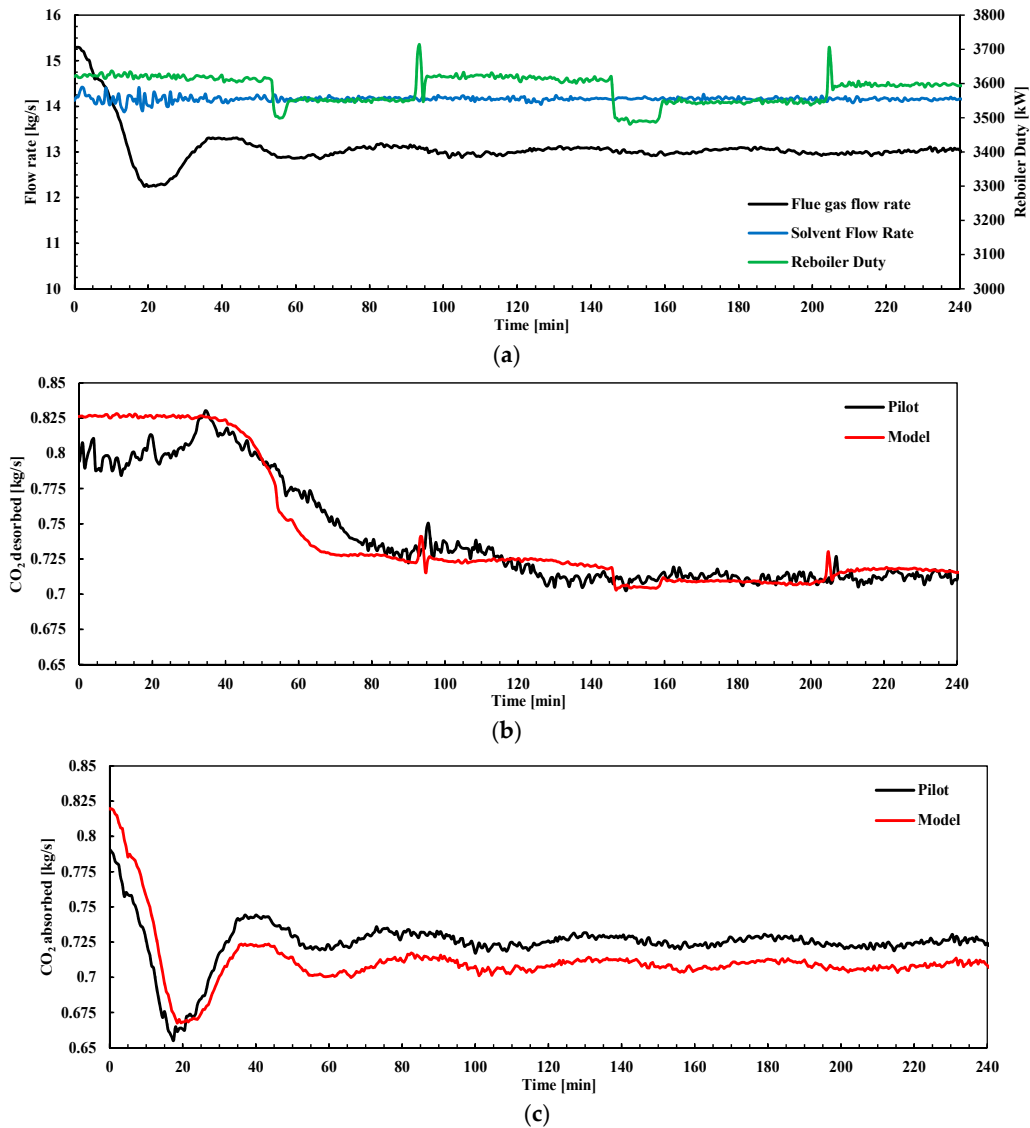 16
15
14
13
12
11
10
Flow rate [kg/s]
3800
3700
3600
3500
3400
3300
3200
3100
3000
Reboiler Duty [kW]
Flue gas flow rate
Solvent Flow Rate
Reboiler Duty
0 20 40 60 80 100 120 140 160 180 200 220 240
Time [min]
(a)
0.85
0.825
0.8
0.775
0.75
0.725
0.7
0.675
0.65
CO2 desorbed [kg/s]
Pilot
Model
0 20 40 60 80 100 120 140 160 180 200 220 240
Time [min]
(b)
0.85
0.825
0.8
0.775
0.75
0.725
0.7
0.675
0.65
CO2 absorbed [kg/s]
Pilot
Model
0 20 40 60 80 100 120 140 160 180 200 220 240
Time [min]
(c)